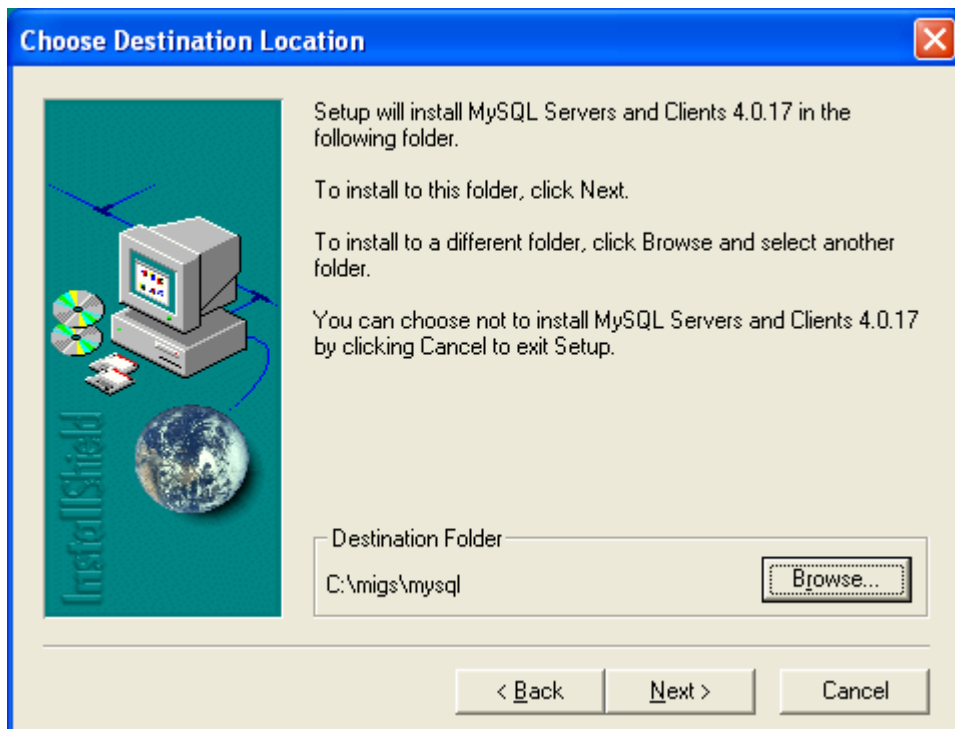 Choose Destination Location
Setup will install MySQL Servers and Clients 4.0.17 in the
following folder.
To install to this folder, click Next.
To install to a different folder, click Browse and select another
folder.
You can choose not to install MySQL Servers and Clients 4.0.17
by clicking Cancel to exit Setup.
InstallShield
Destination Folder
C:\migs\mysql
Browse...
< Back
Next >
Cancel